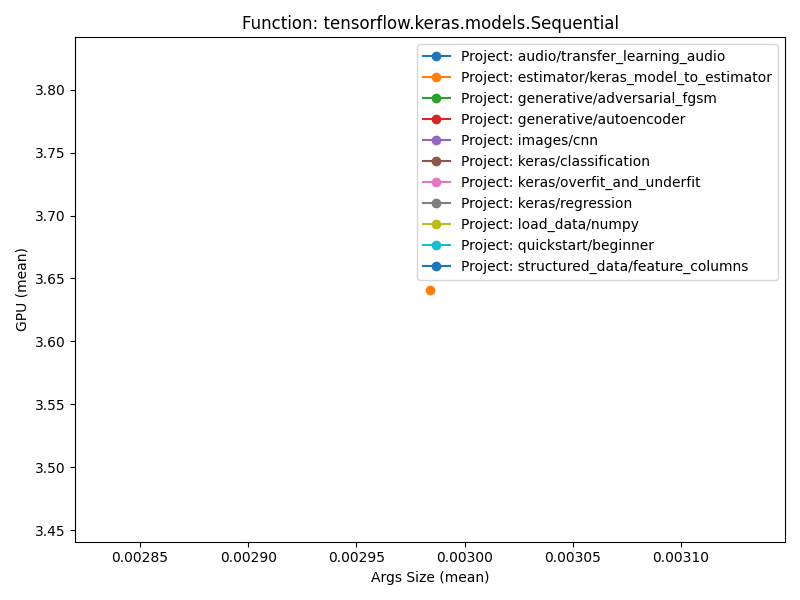 Function: tensorflow.keras.models.Sequential
Project: audio/transfer_learning_audio
Project: estimator/keras_model_to_estimator
Project: generative/adversarial_fgsm
Project: generative/autoencoder
Project: images/cnn
Project: keras/classification
Project: keras/overfit_and_underfit
Project: keras/regression
Project: load_data/numpy
Project: quickstart/beginner
Project: structured_data/feature_columns
GPU (mean)
3.80
3.75
3.70
3.65
3.60
3.55
3.50
3.45
0.00285
0.00290
0.00295
0.00300
0.00305
0.00310
Args Size (mean)